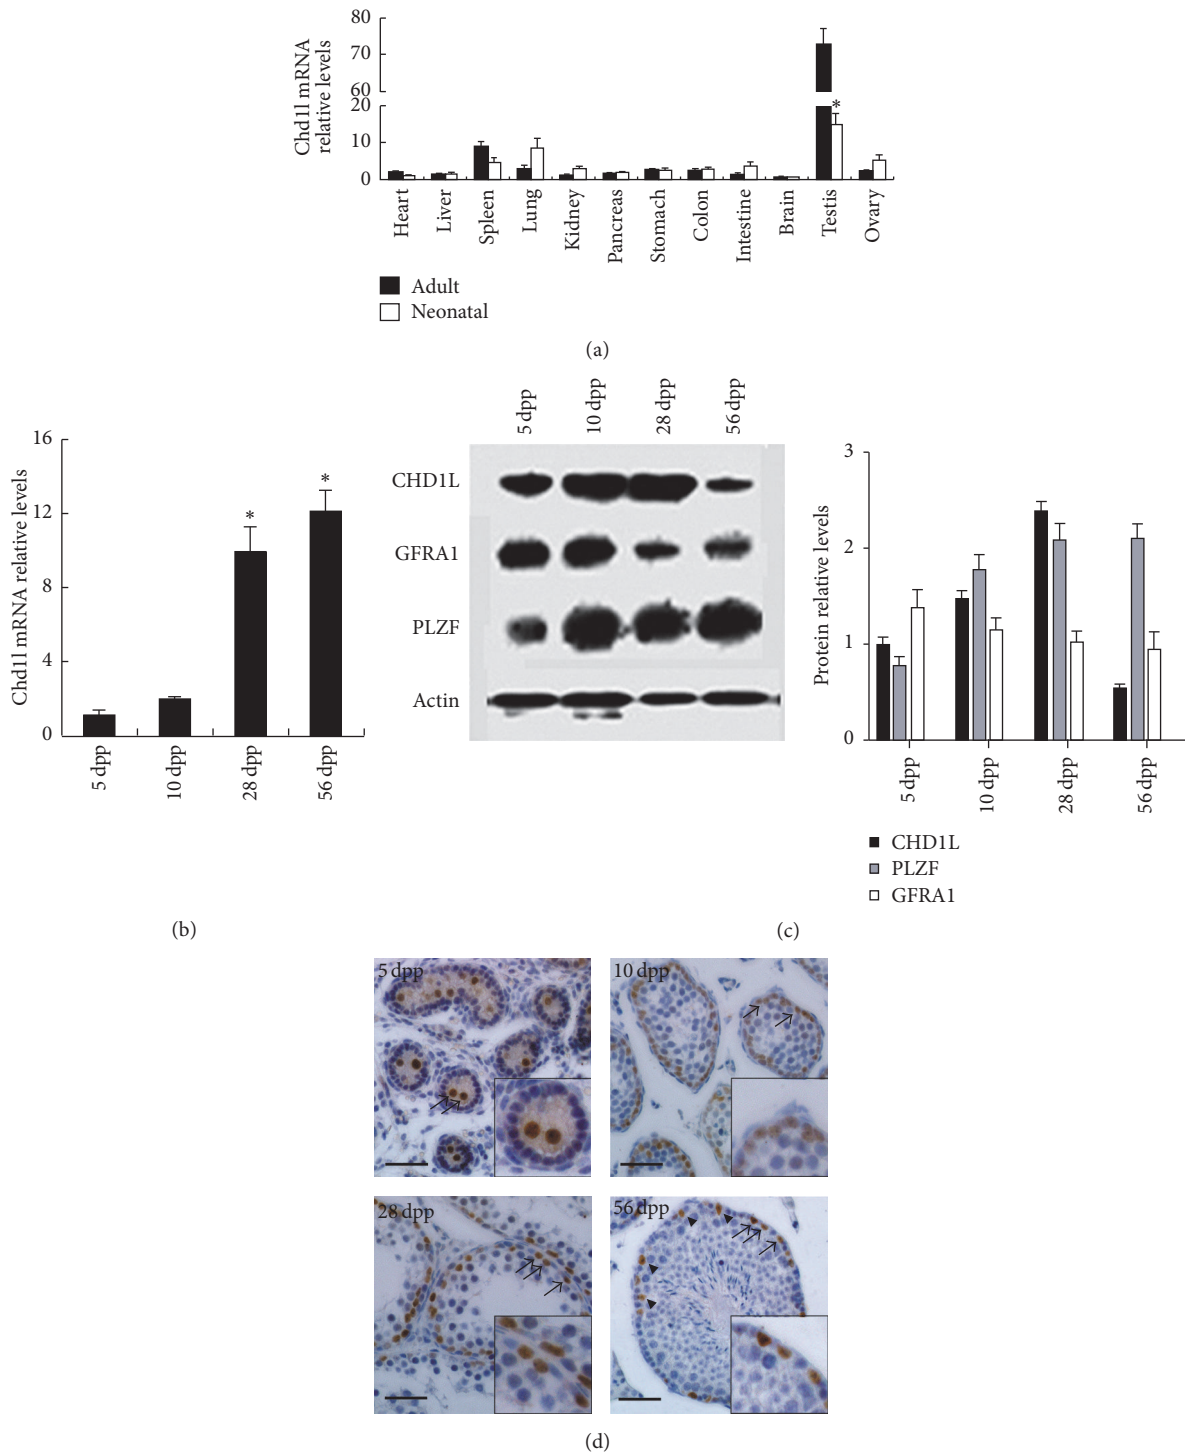 Chd1l mRNA
relative levels
80
70
60
20
10
0
*
Heart
Liver
Spleen
Lung
Kidney
Pancreas
Stomach
Colon
Intestine
Brain
Testis
Ovary
Adult
Neonatal
(a)
Chd1l mRNA relative levels
16
12
8
4
0
*
*
5 dpp
10 dpp
28 dpp
56 dpp
(b)
5 dpp
10 dpp
28 dpp
56 dpp
CHD1L
GFRA1
PLZF
Actin
Protein relative levels
3
2
1
0
5 dpp
10 dpp
28 dpp
56 dpp
CHD1L
PLZF
GFRA1
(c)
5 dpp
10 dpp
28 dpp
56 dpp
(d)